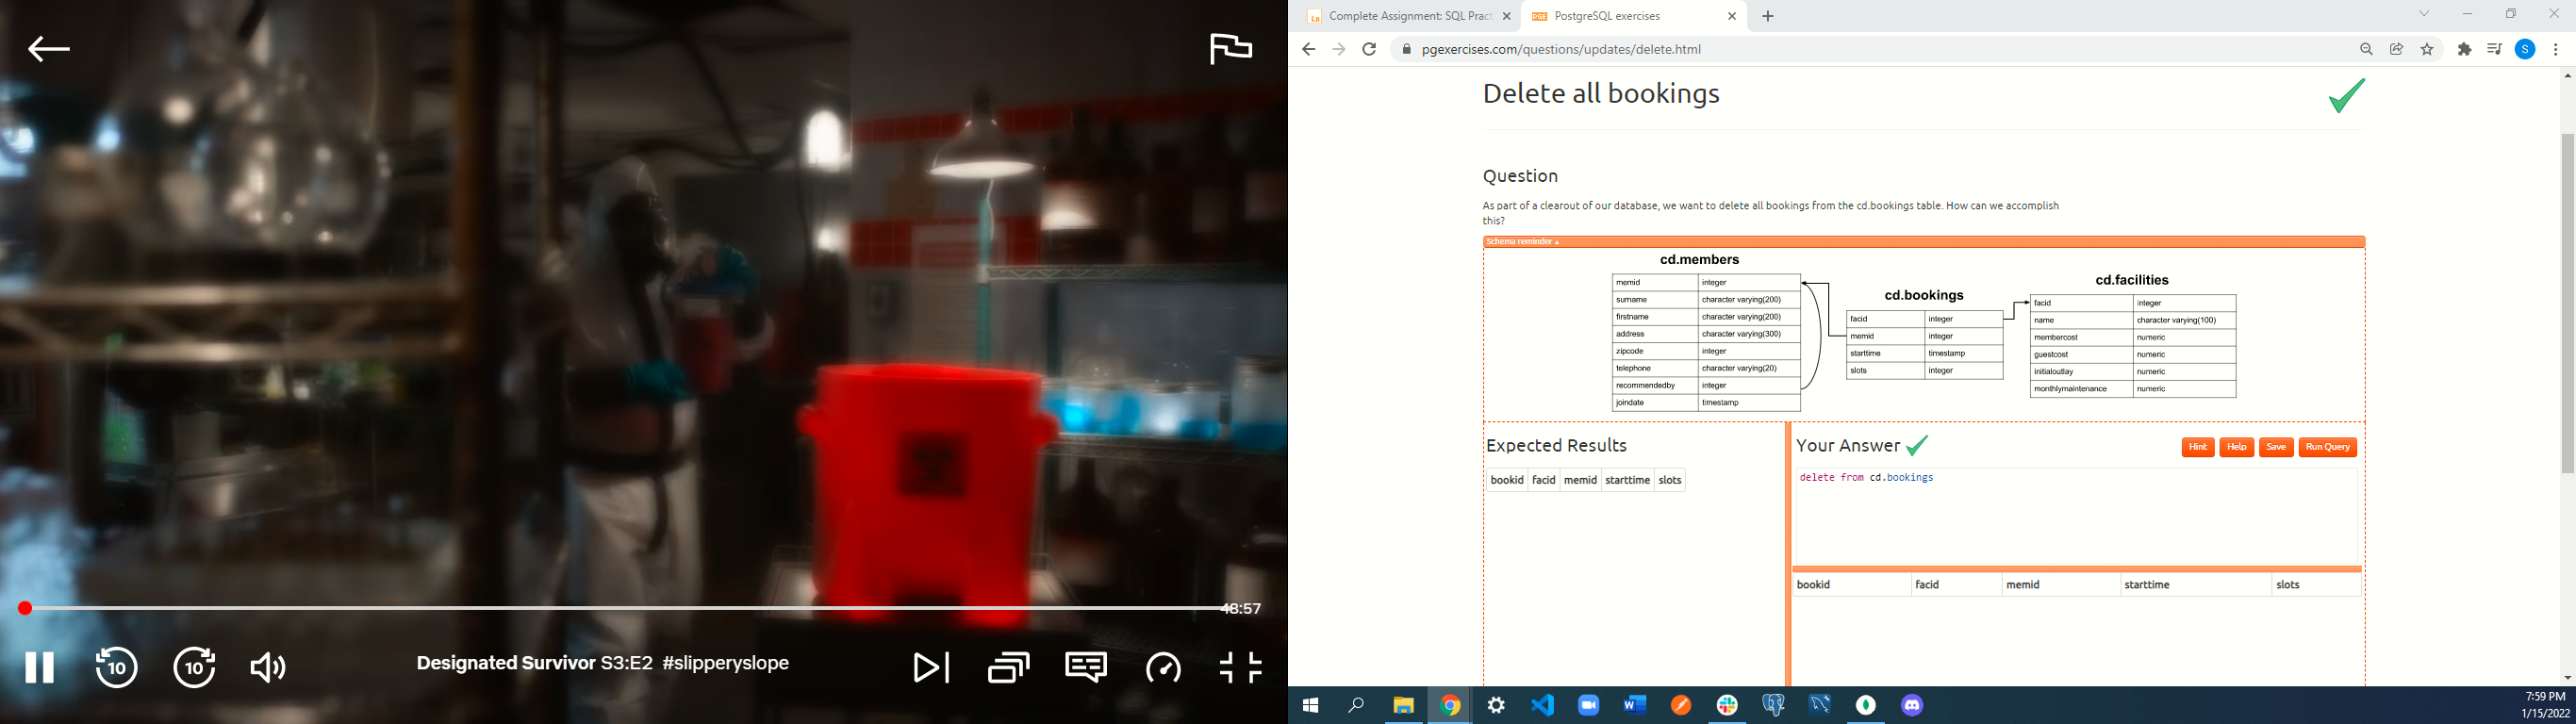 10
10
48:57
Designated Survivor S3:E2 #slipperyslope
Complete Assignment: SQL Pract
PostgreSQL exercises
pgexercises.com/questions/updates/delete.html
S
Delete all bookings
Question
As part of a clearout of our database, we want to delete all bookings from the cd.bookings table. How can we accomplish
this?
Schema reminder
cd.members
memid integer
surname character varying(200)
firstname character varying(200)
address character varying(300)
zipcode integer
telephone character varying(20)
recommendedby integer
joindate timestamp
cd.bookings
facid integer
memid integer
starttime timestamp
slots integer
cd.facilities
facid integer
name character varying(100)
membercost numeric
guestcost numeric
initialoutlay numeric
monthlymaintenance numeric
Expected Results
bookid facid memid starttime slots
Your Answer
Hint Help Save Run Query
delete from cd.bookings
bookid facid memid starttime slots
7:59 PM
1/15/2022